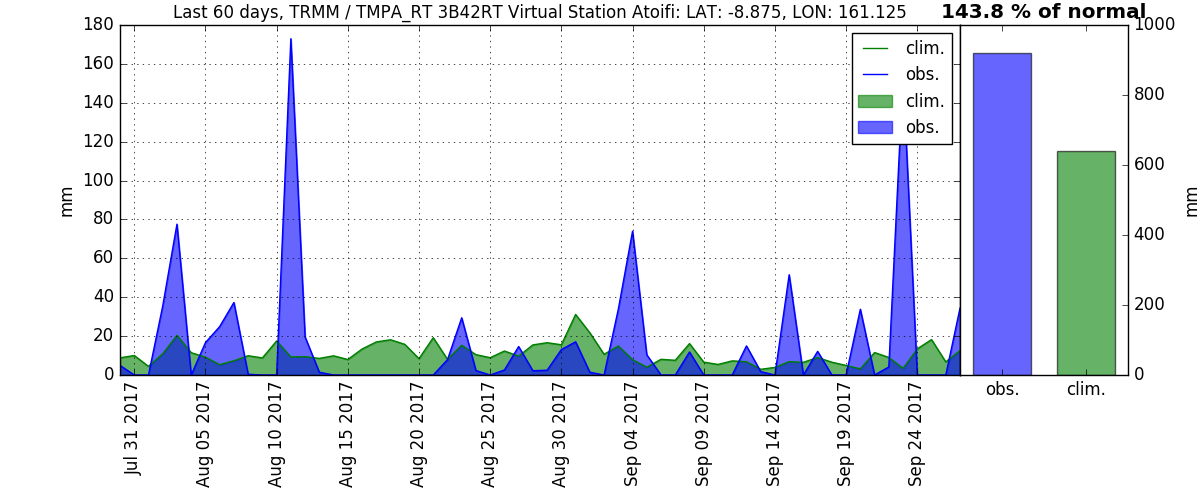 Last 60 days, TRMM / TMPA_RT 3B42RT Virtual Station Atoifi: LAT: -8.875, LON: 161.125
143.8 % of normal
180
160
140
120
100
80
60
40
20
0
mm
clim.
obs.
clim.
obs.
Jul 31 2017
Aug 05 2017
Aug 10 2017
Aug 15 2017
Aug 20 2017
Aug 25 2017
Aug 30 2017
Sep 04 2017
Sep 09 2017
Sep 14 2017
Sep 19 2017
Sep 24 2017
1000
800
600
400
200
0
mm
obs.
clim.